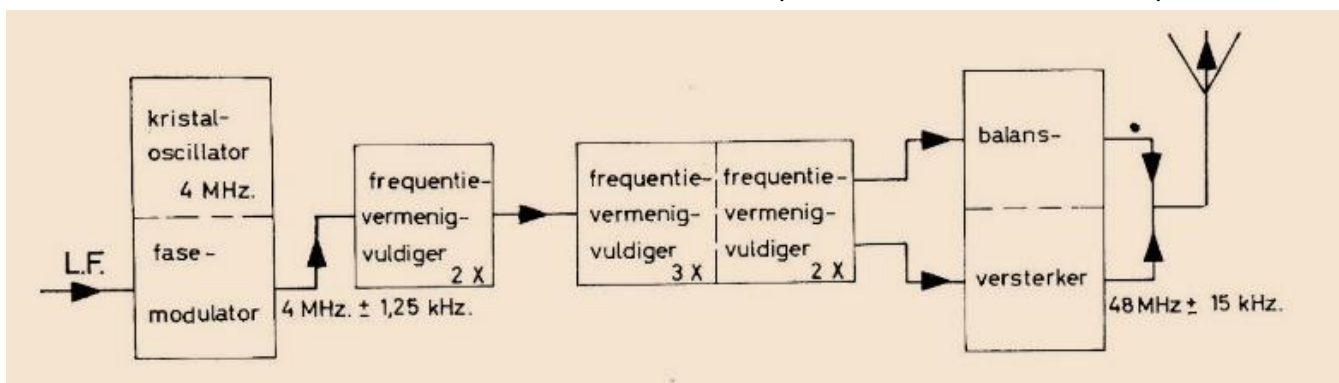 kristal-
oscillator
4 MHz.
fase-
modulator
L.F.
4 MHz. ± 1,25 kHz.
frequentie-
vermenig-
vuldiger
2 X
frequentie-
vermenig-
vuldiger
3 X
frequentie-
vermenig-
vuldiger
2 X
balans-
versterker
48 MHz ± 15 kHz.